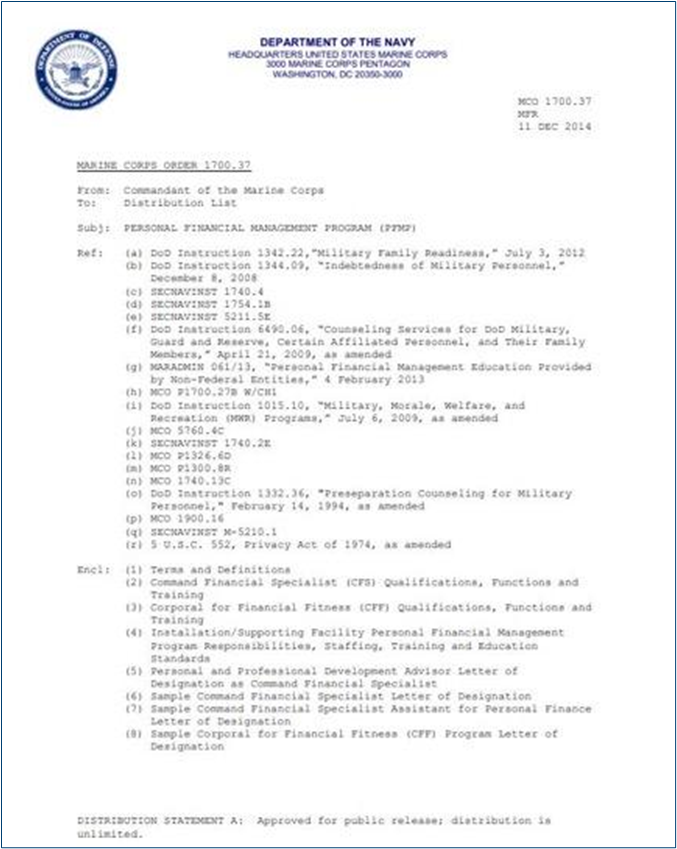 DEPARTMENT OF DEFENSE
UNITED STATES OF AMERICA
DEPARTMENT OF THE NAVY
HEADQUARTERS UNITED STATES MARINE CORPS
3000 MARINE CORPS PENTAGON
WASHINGTON, DC 20350-3000
MCO 1700.37
MFR
11 DEC 2014
MARINE CORPS ORDER 1700.37
From: Commandant of the Marine Corps
To: Distribution List
Subj: PERSONAL FINANCIAL MANAGEMENT PROGRAM (PFMP)
Ref: (a) DoD Instruction 1342.22,"Military Family Readiness," July 3, 2012
(b) DoD Instruction 1344.09, "Indebtedness of Military Personnel,"
December 8, 2008
(c) SECNAVINST 1740.4
(d) SECNAVINST 1754.1B
(e) SECNAVINST 5211.5E
(f) DoD Instruction 6490.06, "Counseling Services for DoD Military,
Guard and Reserve, Certain Affiliated Personnel, and Their Family
Members," April 21, 2009, as amended
(g) MARADMIN 061/13, "Personal Financial Management Education Provided
by Non-Federal Entities," 4 February 2013
(h) MCO P1700.27B W/CH1
(i) DoD Instruction 1015.10, "Military, Morale, Welfare, and
Recreation (MWR) Programs," July 6, 2009, as amended
(j) MCO 5760.4C
(k) SECNAVINST 1740.2E
(l) MCO P1326.6D
(m) MCO P1300.8R
(n) MCO 1740.13C
(o) DoD Instruction 1332.36, "Preseparation Counseling for Military
Personnel," February 14, 1994, as amended
(p) MCO 1900.16
(q) SECNAVINST M-5210.1
(r) 5 U.S.C. 552, Privacy Act of 1974, as amended
Encl: (1) Terms and Definitions
(2) Command Financial Specialist (CFS) Qualifications, Functions and
Training
(3) Corporal for Financial Fitness (CFF) Qualifications, Functions and
Training
(4) Installation/Supporting Facility Personal Financial Management
Program Responsibilities, Staffing, Training and Education
Standards
(5) Personal and Professional Development Advisor Letter of
Designation as Command Financial Specialist
(6) Sample Command Financial Specialist Letter of Designation
(7) Sample Command Financial Specialist Assistant for Personal Finance
Letter of Designation
(8) Sample Corporal for Financial Fitness (CFF) Program Letter of
Designation
DISTRIBUTION STATEMENT A: Approved for public release; distribution is
unlimited.